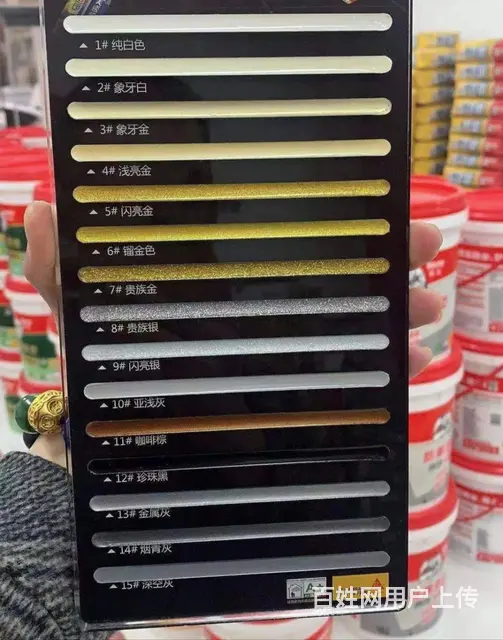 1# 纯白色
2# 象牙白
3# 象牙金
4# 浅亮金
5# 闪亮金
6# 镏金色
7# 贵族金
8# 贵族银
9# 闪亮银
10# 亚浅灰
11# 咖啡棕
12# 珍珠黑
13# 金属灰
14# 烟青灰
15# 深空灰
百姓网用户上传